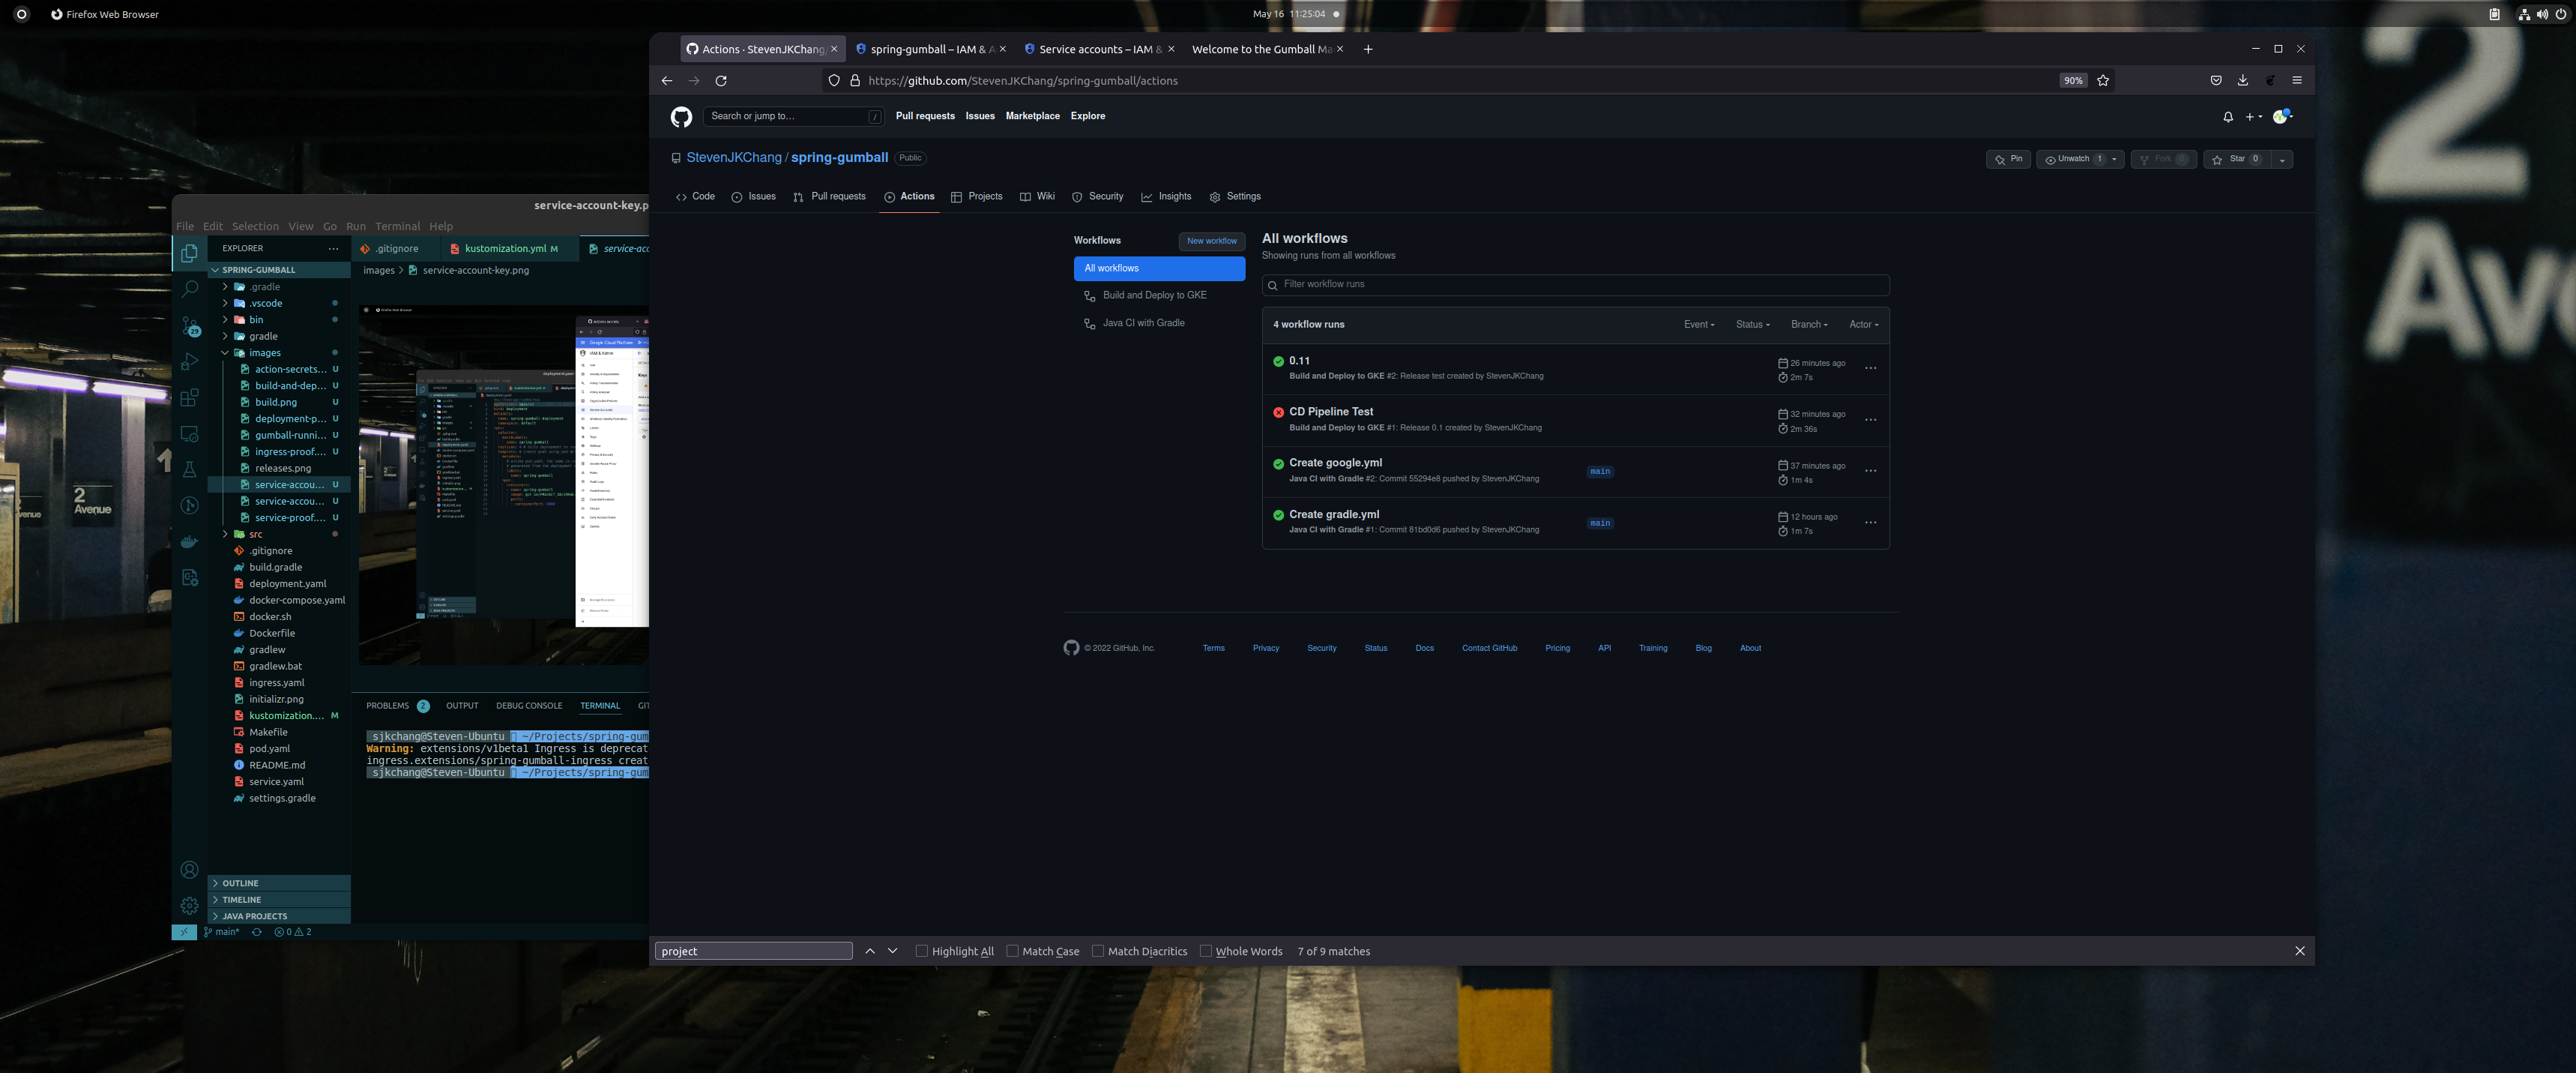 Firefox Web Browser
May 16 11:25:04
Actions · StevenJKChang/
spring-gumball – IAM & A
Service accounts – IAM &
Welcome to the Gumball Ma
https://github.com/StevenJKChang/spring-gumball/actions
90%
Search or jump to...
/
Pull requests
Issues
Marketplace
Explore
StevenJKChang / spring-gumball
Public
Pin
Unwatch 1
Fork 0
Star 0
Code
Issues
Pull requests
Actions
Projects
Wiki
Security
Insights
Settings
Workflows
New workflow
All workflows
Build and Deploy to GKE
Java CI with Gradle
All workflows
Showing runs from all workflows
Filter workflow runs
4 workflow runs
Event
Status
Branch
Actor
0.11
Build and Deploy to GKE #2: Release test created by StevenJKChang
26 minutes ago
2m 7s
CD Pipeline Test
Build and Deploy to GKE #1: Release 0.1 created by StevenJKChang
32 minutes ago
2m 36s
Create google.yml
Java CI with Gradle #2: Commit 55294e8 pushed by StevenJKChang
main
37 minutes ago
1m 4s
Create gradle.yml
Java CI with Gradle #1: Commit 81bd0d6 pushed by StevenJKChang
main
12 hours ago
1m 7s
© 2022 GitHub, Inc.
Terms
Privacy
Security
Status
Docs
Contact GitHub
Pricing
API
Training
Blog
About
project
Highlight All
Match Case
Match Diacritics
Whole Words
7 of 9 matches
service-account-key.p
File Edit Selection View Go Run Terminal Help
EXPLORER
.gitignore
kustomization.yml M
service-acc
images > service-account-key.png
SPRING-GUMBALL
.gradle
.vscode
bin
gradle
images
action-secrets... U
build-and-dep... U
build.png U
deployment-p... U
gumball-runni... U
ingress-proof.... U
releases.png
service-accou... U
service-accou... U
service-proof.... U
src
.gitignore
build.gradle
deployment.yaml
docker-compose.yaml
docker.sh
Dockerfile
gradlew
gradlew.bat
ingress.yaml
initializr.png
kustomization.... M
Makefile
pod.yaml
README.md
service.yaml
settings.gradle
29
OUTLINE
TIMELINE
JAVA PROJECTS
main*
0
2
PROBLEMS 2
OUTPUT
DEBUG CONSOLE
TERMINAL
GI
sjkchang@Steven-Ubuntu ~/Projects/spring-gum
Warning: extensions/v1beta1 Ingress is deprecat
ingress.extensions/spring-gumball-ingress creat
sjkchang@Steven-Ubuntu ~/Projects/spring-gum
2
Avenue
2
Ave